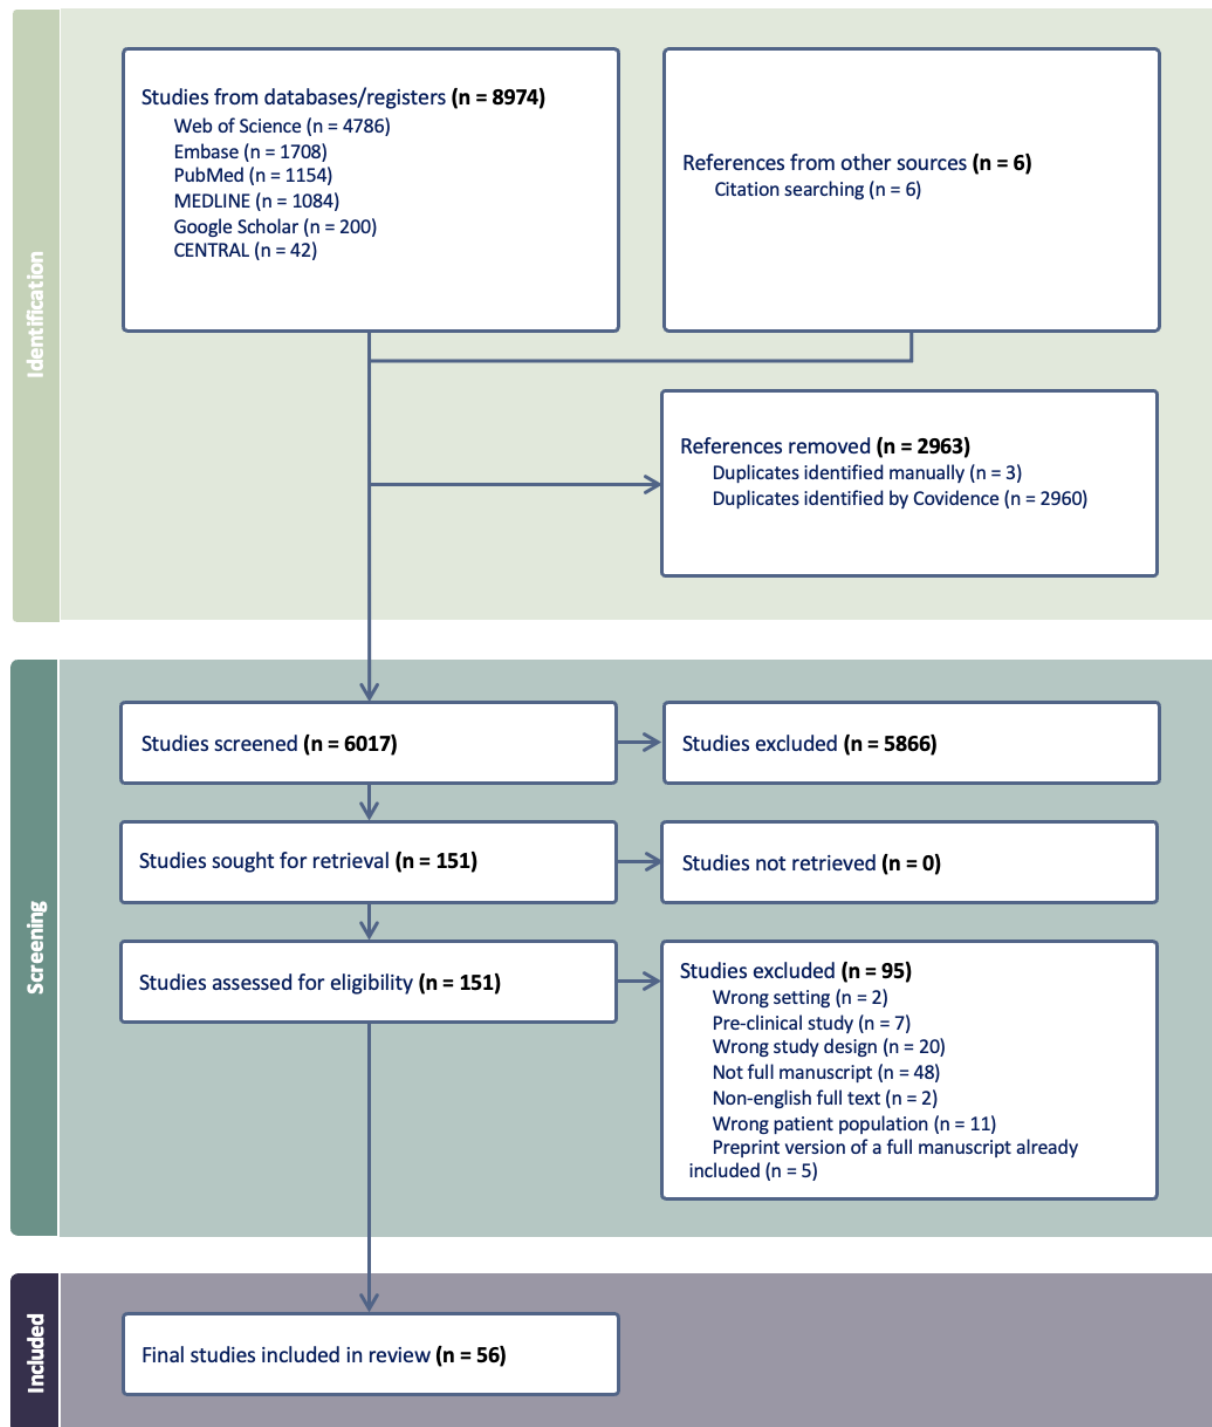 Identification
Studies from databases/registers (n = 8974)
Web of Science (n = 4786)
Embase (n = 1708)
PubMed (n = 1154)
MEDLINE (n = 1084)
Google Scholar (n = 200)
CENTRAL (n = 42)
References from other sources (n = 6)
Citation searching (n = 6)
References removed (n = 2963)
Duplicates identified manually (n = 3)
Duplicates identified by Covidence (n = 2960)
Screening
Studies screened (n = 6017)
Studies excluded (n = 5866)
Studies sought for retrieval (n = 151)
Studies not retrieved (n = 0)
Studies assessed for eligibility (n = 151)
Studies excluded (n = 95)
Wrong setting (n = 2)
Pre-clinical study (n = 7)
Wrong study design (n = 20)
Not full manuscript (n = 48)
Non-english full text (n = 2)
Wrong patient population (n = 11)
Preprint version of a full manuscript already
included (n = 5)
Included
Final studies included in review (n = 56)